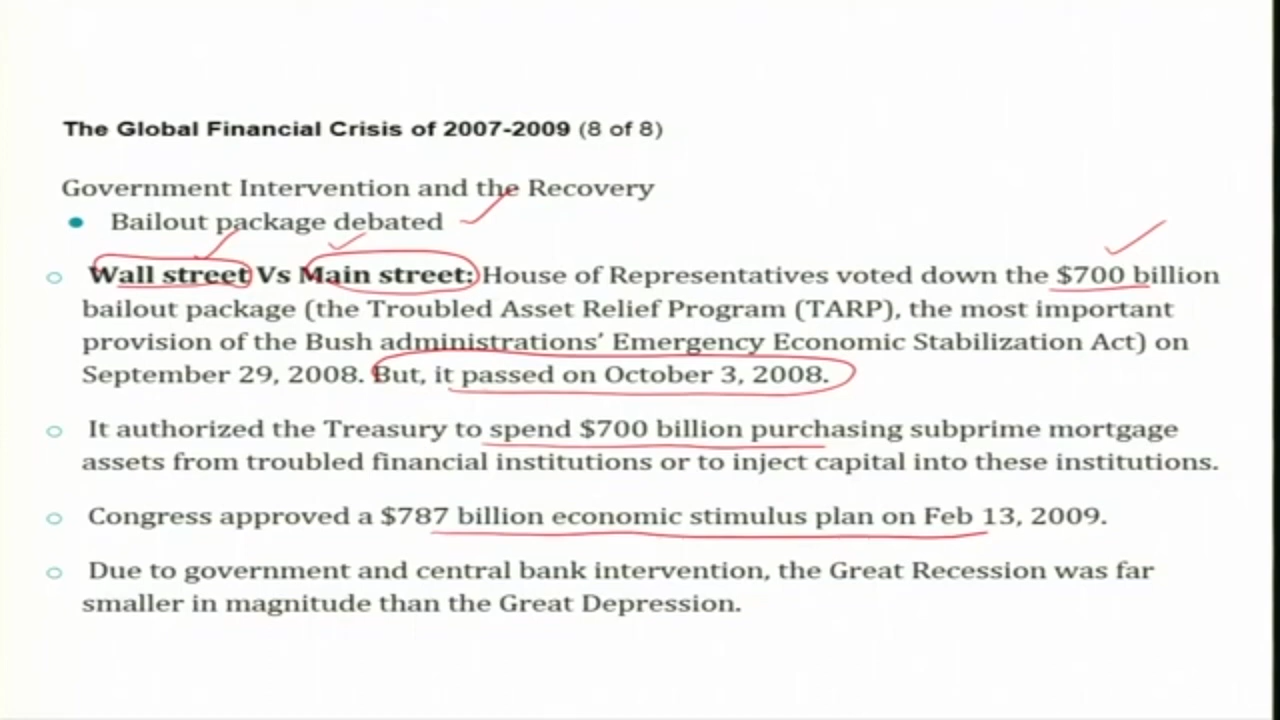 The Global Financial Crisis of 2007-2009 (8 of 8)
Government Intervention and the Recovery
Bailout package debated
Wall street Vs Main street: House of Representatives voted down the $700 billion
bailout package (the Troubled Asset Relief Program (TARP), the most important
provision of the Bush administrations’ Emergency Economic Stabilization Act) on
September 29, 2008. But, it passed on October 3, 2008.
It authorized the Treasury to spend $700 billion purchasing subprime mortgage
assets from troubled financial institutions or to inject capital into these institutions.
Congress approved a $787 billion economic stimulus plan on Feb 13, 2009.
Due to government and central bank intervention, the Great Recession was far
smaller in magnitude than the Great Depression.